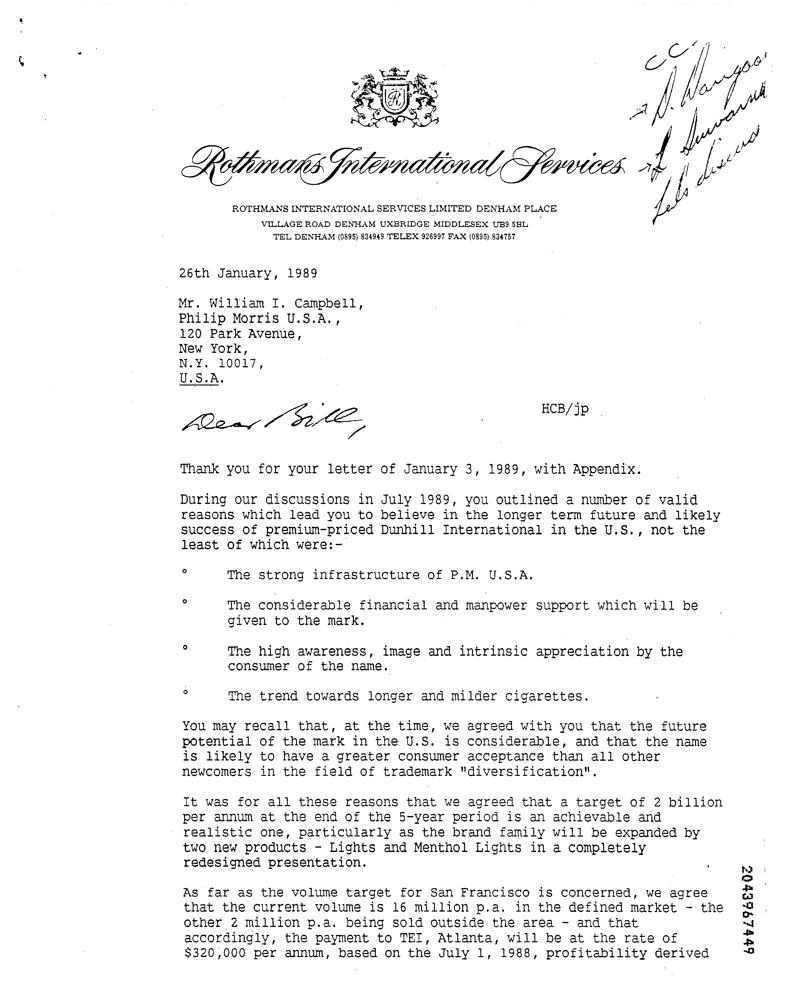 CC.
→ D. Dangoor
→ L Suwarna
let's discuss
R
Rothmans International Services
ROTHMANS INTERNATIONAL SERVICES LIMITED DENHAM PLACE
VILLAGE ROAD DENHAM UXBRIDGE MIDDLESEX UB9 5BL
TEL DENHAM (0895) 834949 TELEX 926997 FAX (0895) 834757
26th January, 1989
Mr. William I. Campbell,
Philip Morris U.S.A.,
120 Park Avenue,
New York,
N.Y. 10017,
U.S.A.
HCB/jp
Dear Bill,
Thank you for your letter of January 3, 1989, with Appendix.
During our discussions in July 1989, you outlined a number of valid
reasons which lead you to believe in the longer term future and likely
success of premium-priced Dunhill International in the U.S., not the
least of which were:-
° The strong infrastructure of P.M. U.S.A.
° The considerable financial and manpower support which will be
given to the mark.
° The high awareness, image and intrinsic appreciation by the
consumer of the name.
° The trend towards longer and milder cigarettes.
You may recall that, at the time, we agreed with you that the future
potential of the mark in the U.S. is considerable, and that the name
is likely to have a greater consumer acceptance than all other
newcomers in the field of trademark "diversification".
It was for all these reasons that we agreed that a target of 2 billion
per annum at the end of the 5-year period is an achievable and
realistic one, particularly as the brand family will be expanded by
two new products - Lights and Menthol Lights in a completely
redesigned presentation.
As far as the volume target for San Francisco is concerned, we agree
that the current volume is 16 million p.a. in the defined market - the
other 2 million p.a. being sold outside the area - and that
accordingly, the payment to TEI, Atlanta, will be at the rate of
$320,000 per annum, based on the July 1, 1988, profitability derived
2043967449